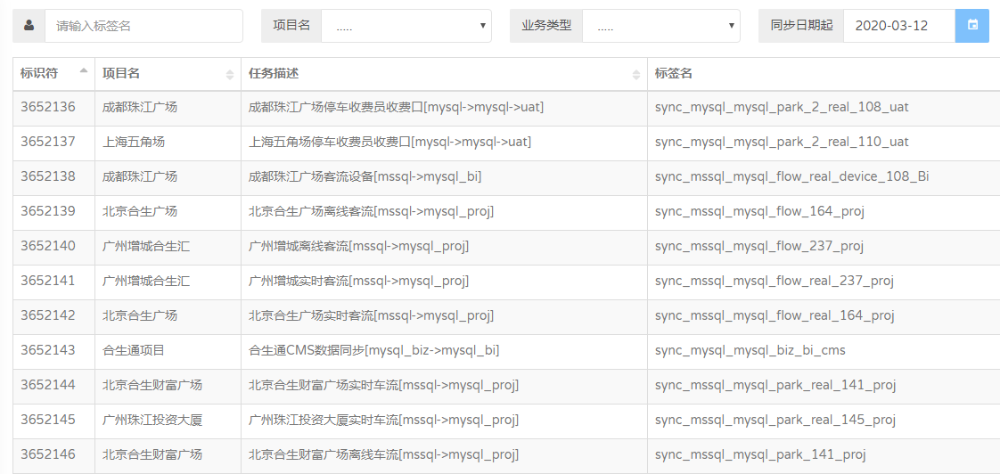 请输入标签名 项目名 ..... 业务类型 ..... 同步日期起 2020-03-12
标识符 项目名 任务描述 标签名
3652136 成都珠江广场 成都珠江广场停车收费员收费口[mysql->mysql->uat] sync_mysql_mysql_park_2_real_108_uat
3652137 上海五角场 上海五角场停车收费员收费口[mysql->mysql->uat] sync_mysql_mysql_park_2_real_110_uat
3652138 成都珠江广场 成都珠江广场客流设备[mssql->mysql_bi] sync_mssql_mysql_flow_real_device_108_Bi
3652139 北京合生广场 北京合生广场离线客流[mssql->mysql_proj] sync_mssql_mysql_flow_164_proj
3652140 广州增城合生汇 广州增城离线客流[mssql->mysql_proj] sync_mssql_mysql_flow_237_proj
3652141 广州增城合生汇 广州增城实时客流[mssql->mysql_proj] sync_mssql_mysql_flow_real_237_proj
3652142 北京合生广场 北京合生广场实时客流[mssql->mysql_proj] sync_mssql_mysql_flow_real_164_proj
3652143 合生通项目 合生通CMS数据同步[mysql_biz->mysql_bi] sync_mysql_mysql_biz_bi_cms
3652144 北京合生财富广场 北京合生财富广场实时车流[mssql->mysql_proj] sync_mssql_mysql_park_real_141_proj
3652145 广州珠江投资大厦 广州珠江投资大厦实时车流[mssql->mysql_proj] sync_mssql_mysql_park_real_145_proj
3652146 北京合生财富广场 北京合生财富广场离线车流[mssql->mysql_proj] sync_mssql_mysql_park_141_proj